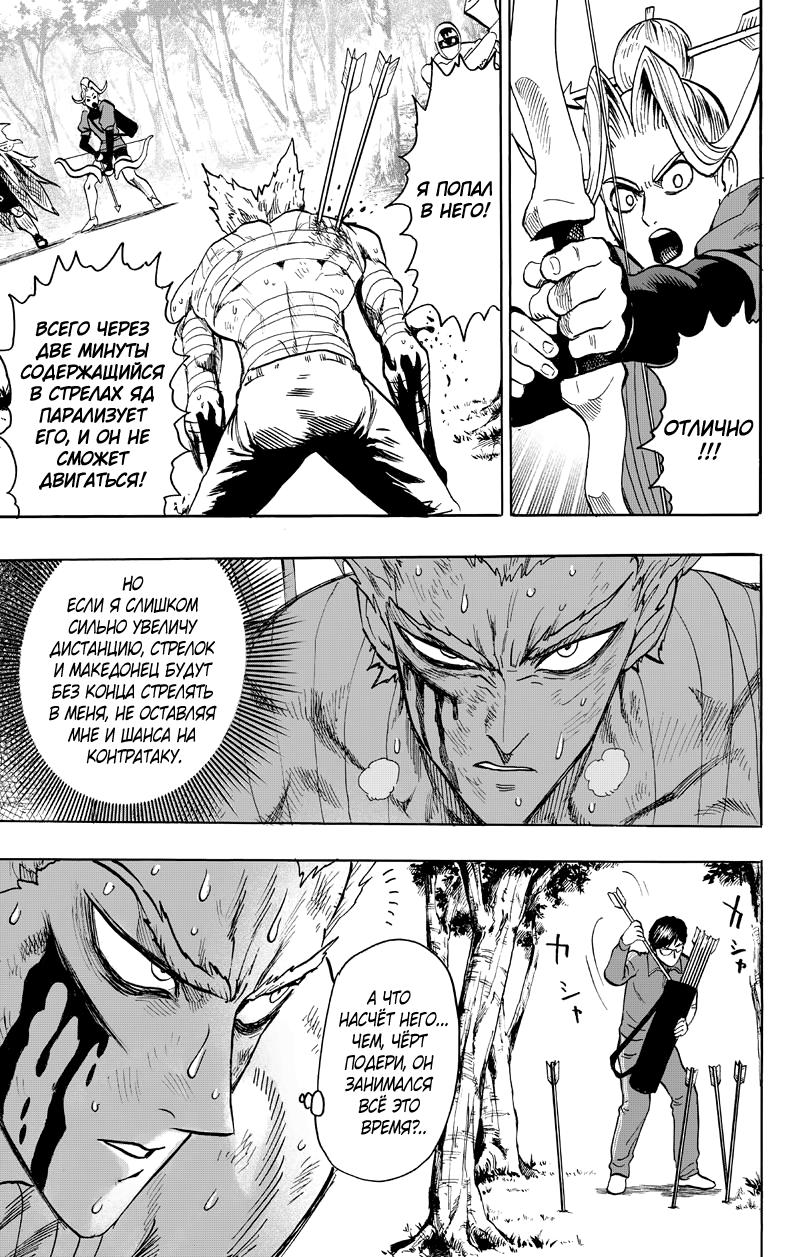 ОТЛИЧНО
!!!
Я ПОПАЛ
В НЕГО!
ВСЕГО ЧЕРЕЗ
ДВЕ МИНУТЫ
СОДЕРЖАЩИЙСЯ
В СТРЕЛАХ ЯД
ПАРАЛИЗУЕТ
ЕГО, И ОН НЕ
СМОЖЕТ
ДВИГАТЬСЯ!
НО
ЕСЛИ Я СЛИШКОМ
СИЛЬНО УВЕЛИЧУ
ДИСТАНЦИЮ, СТРЕЛОК
И МАКЕДОНЕЦ БУДУТ
БЕЗ КОНЦА СТРЕЛЯТЬ
В МЕНЯ, НЕ ОСТАВЛЯЯ
МНЕ И ШАНСА НА
КОНТРАТАКУ.
カシャ
カシャ
А ЧТО
НАСЧЁТ НЕГО...
ЧЕМ, ЧЁРТ
ПОДЕРИ, ОН
ЗАНИМАЛСЯ
ВСЁ ЭТО
ВРЕМЯ?..